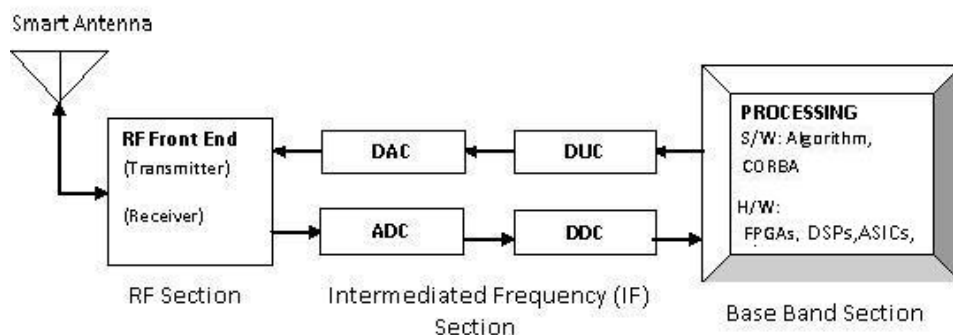 Smart Antenna
RF Front End
(Transmitter)
(Receiver)
DAC
DUC
ADC
DDC
PROCESSING
S/W: Algorithm,
CORBA
H/W:
FPGAs, DSPs,ASICs,
RF Section
Intermediated Frequency (IF)
Section
Base Band Section